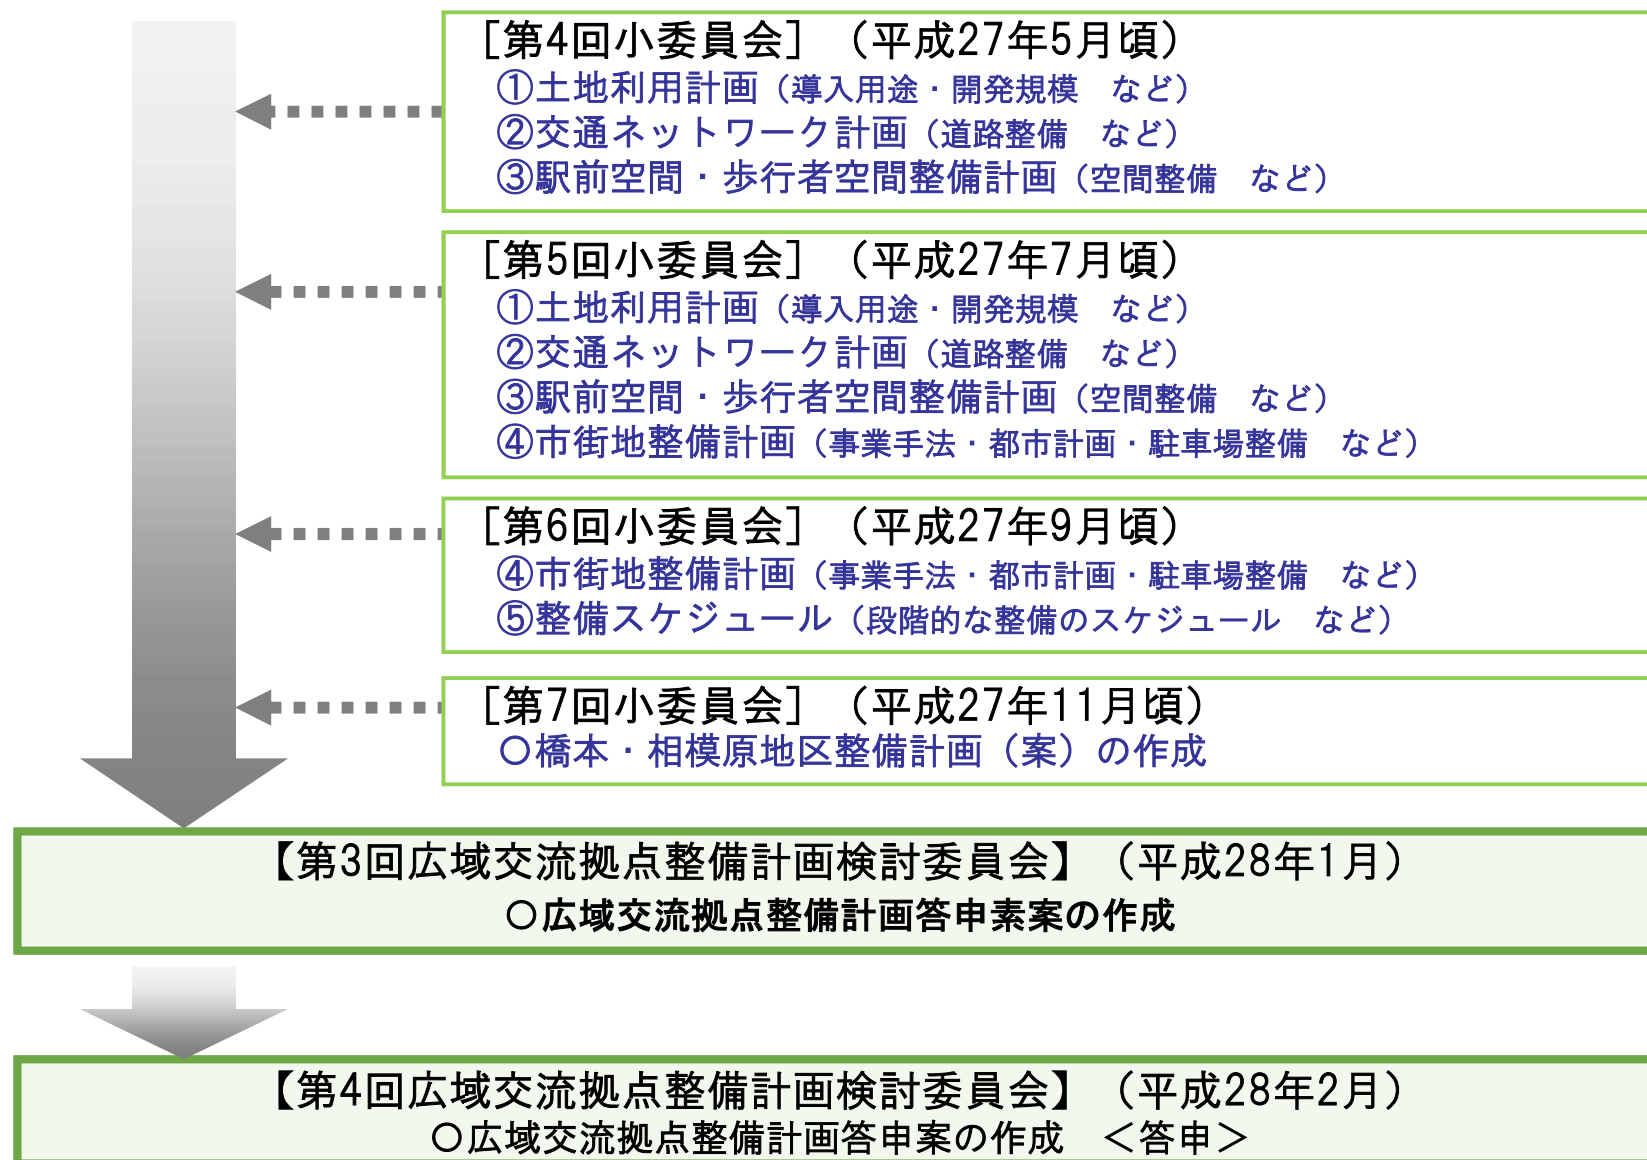 ［第4回小委員会］（平成27年5月頃）
①土地利用計画（導入用途・開発規模　など）
②交通ネットワーク計画（道路整備　など）
③駅前空間・歩行者空間整備計画（空間整備　など）
［第5回小委員会］（平成27年7月頃）
①土地利用計画（導入用途・開発規模　など）
②交通ネットワーク計画（道路整備　など）
③駅前空間・歩行者空間整備計画（空間整備　など）
④市街地整備計画（事業手法・都市計画・駐車場整備　など）
［第6回小委員会］（平成27年9月頃）
④市街地整備計画（事業手法・都市計画・駐車場整備　など）
⑤整備スケジュール（段階的な整備のスケジュール　など）
［第7回小委員会］（平成27年11月頃）
○橋本・相模原地区整備計画（案）の作成
【第3回広域交流拠点整備計画検討委員会】（平成28年1月）
○広域交流拠点整備計画答申素案の作成
【第4回広域交流拠点整備計画検討委員会】（平成28年2月）
○広域交流拠点整備計画答申案の作成　＜答申＞